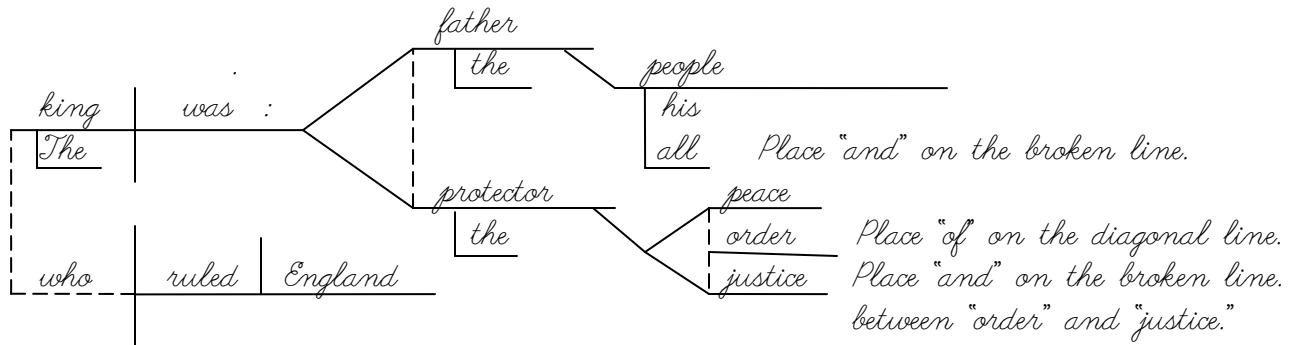 father
the
people
king was :
The
his
all Place “and” on the broken line.
protector
the
peace
order Place “of” on the diagonal line.
who ruled England
justice Place “and” on the broken line.
between “order” and “justice.”